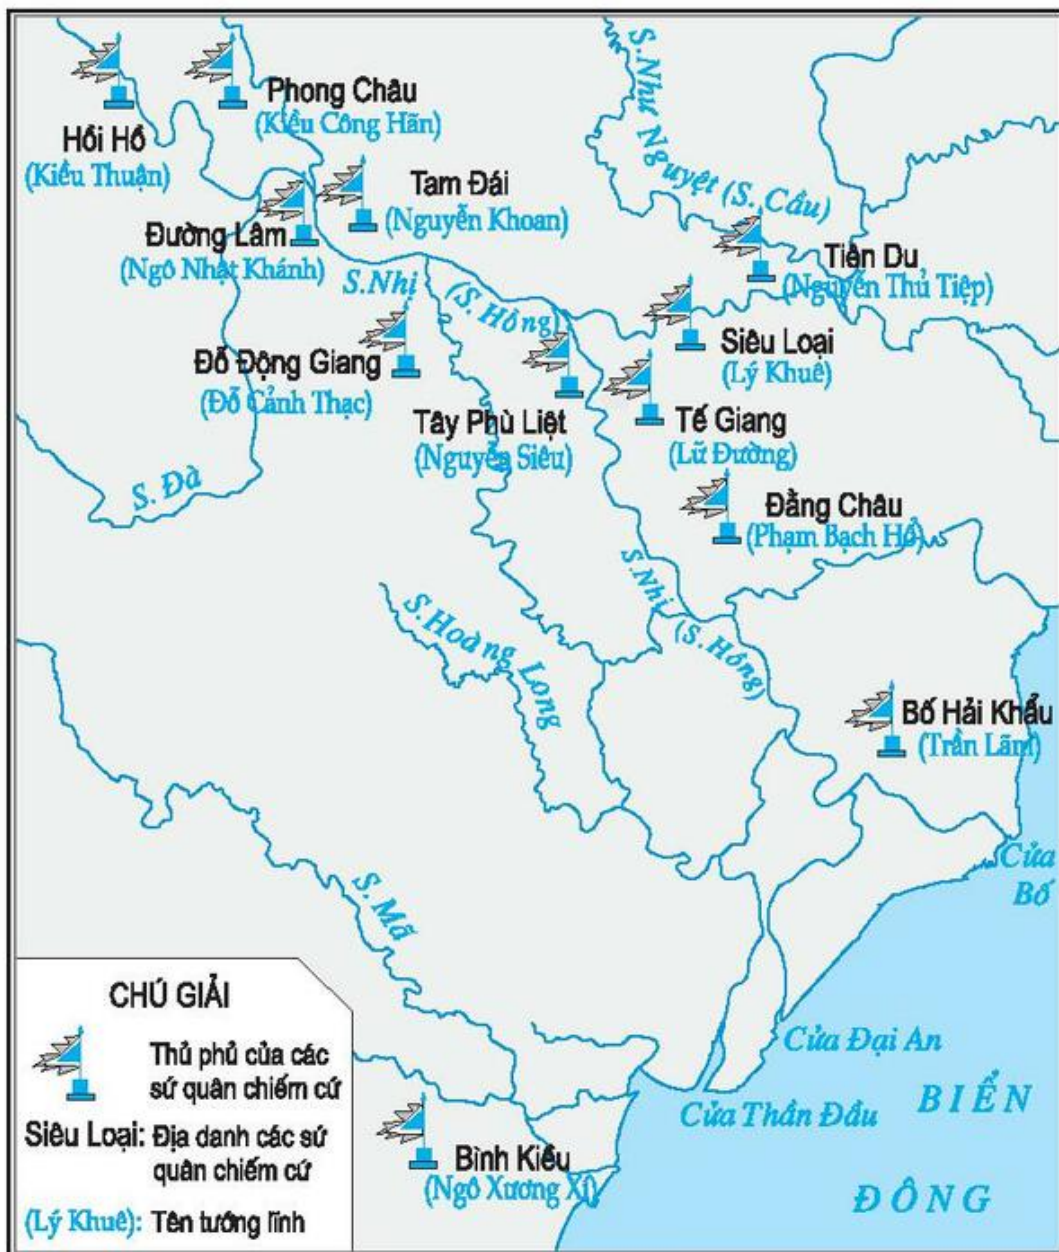 Hồi Hồ
(Kiều Thuận)
Phong Châu
(Kiều Công Hãn)
Tam Đái
(Nguyễn Khoan)
Đường Lâm
(Ngô Nhật Khánh)
S.Như Nguyệt (S. Cầu)
Tiên Du
(Nguyễn Thủ Tiệp)
S.Nhị (S. Hồng)
Siêu Loại
(Lý Khuê)
Đỗ Động Giang
(Đỗ Cảnh Thạc)
Tây Phù Liệt
(Nguyễn Siêu)
Tế Giang
(Lữ Đường)
S. Đà
Đằng Châu
(Phạm Bạch Hổ)
S.Nhị (S. Hồng)
S.Hoàng Long
Bố Hải Khẩu
(Trần Lãm)
Cửa
Bố
S. Mã
Cửa Đại An
Cửa Thần Đầu
BIỂN
ĐÔNG
Bình Kiều
(Ngô Xương Xí)
CHÚ GIẢI
Thủ phủ của các
sứ quân chiếm cứ
Siêu Loại: Địa danh các sứ
quân chiếm cứ
(Lý Khuê): Tên tướng lĩnh